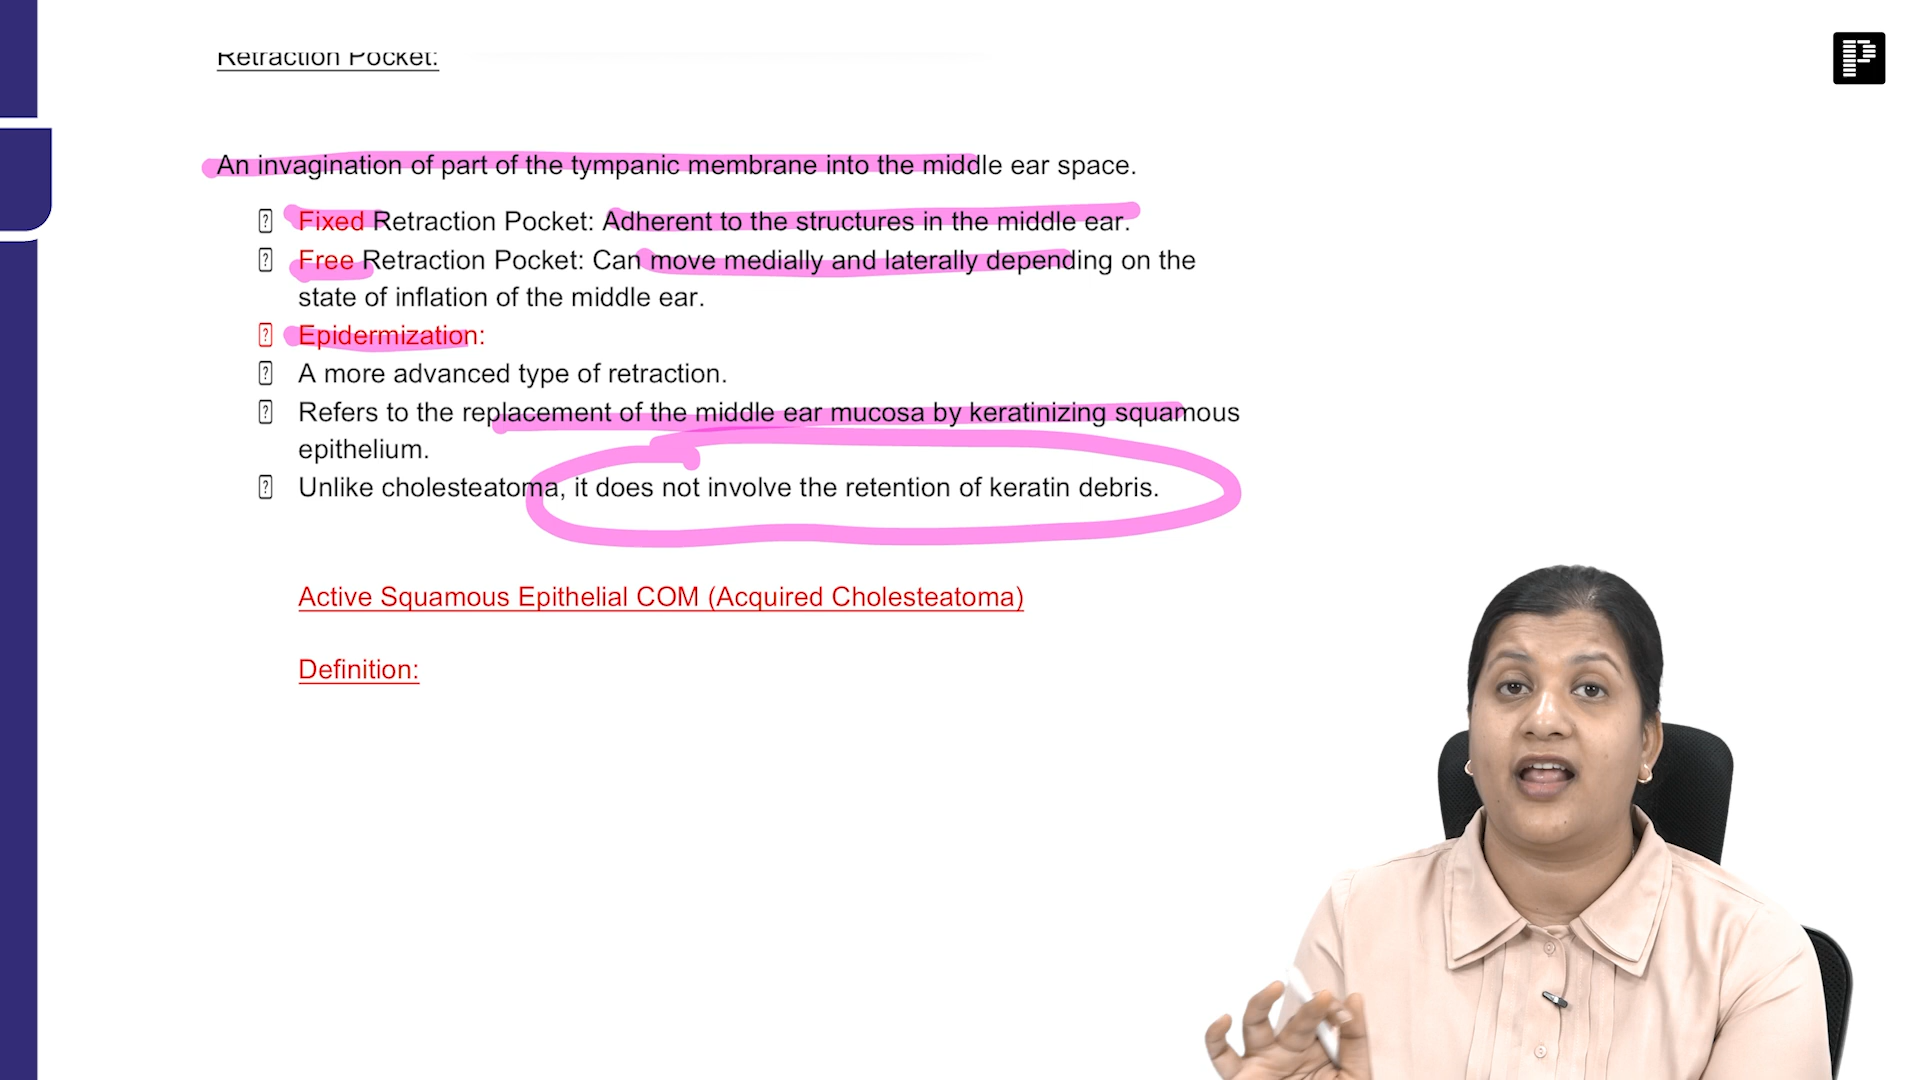 Retraction Pocket:
An invagination of part of the tympanic membrane into the middle ear space.
Fixed Retraction Pocket: Adherent to the structures in the middle ear.
Free Retraction Pocket: Can move medially and laterally depending on the
state of inflation of the middle ear.
Epidermization:
A more advanced type of retraction.
Refers to the replacement of the middle ear mucosa by keratinizing squamous
epithelium.
Unlike cholesteatoma, it does not involve the retention of keratin debris.
Active Squamous Epithelial COM (Acquired Cholesteatoma)
Definition: